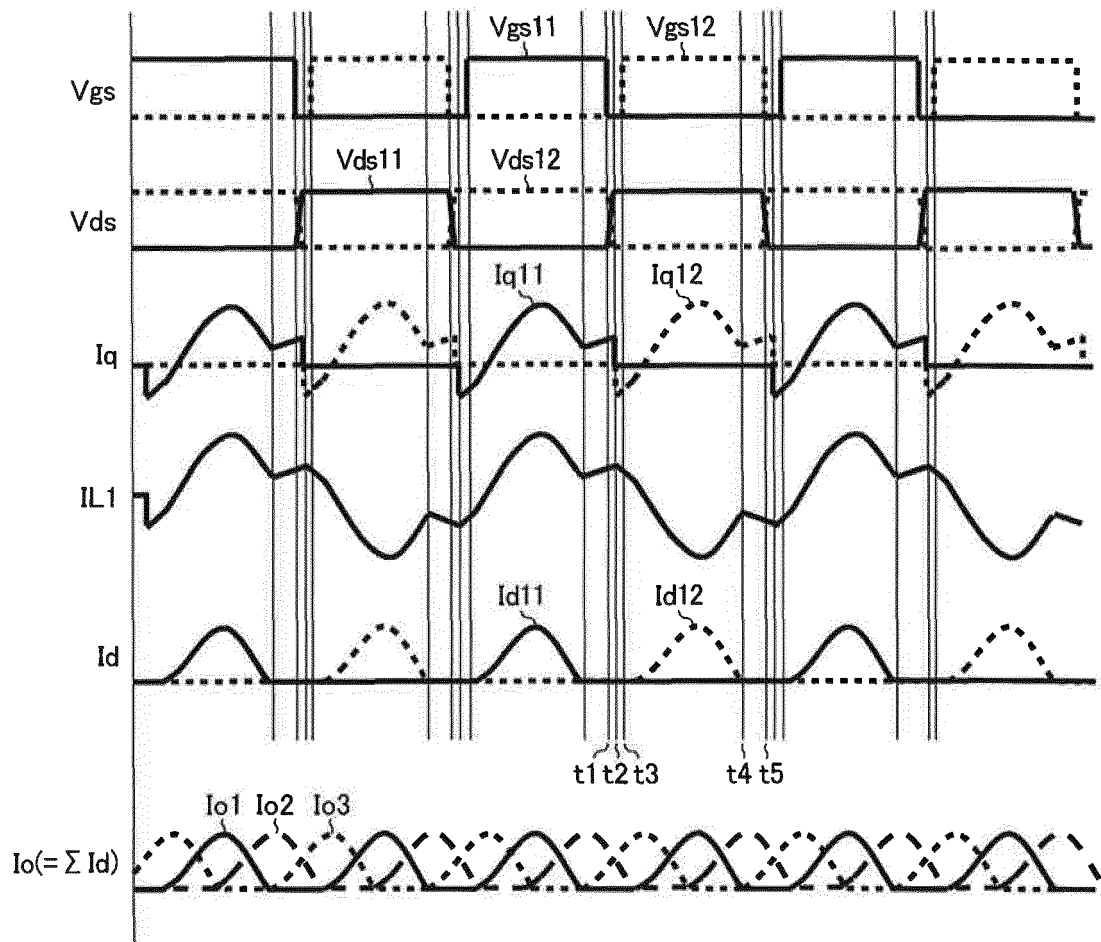 Vgs11 Vgs12
Vgs
Vds11 Vds12
Vds
Iq11 Iq12
Iq
IL1
Id11 Id12
Id
t1 t2 t3 t4 t5
Io1 Io2 Io3
Io(=ΣId)